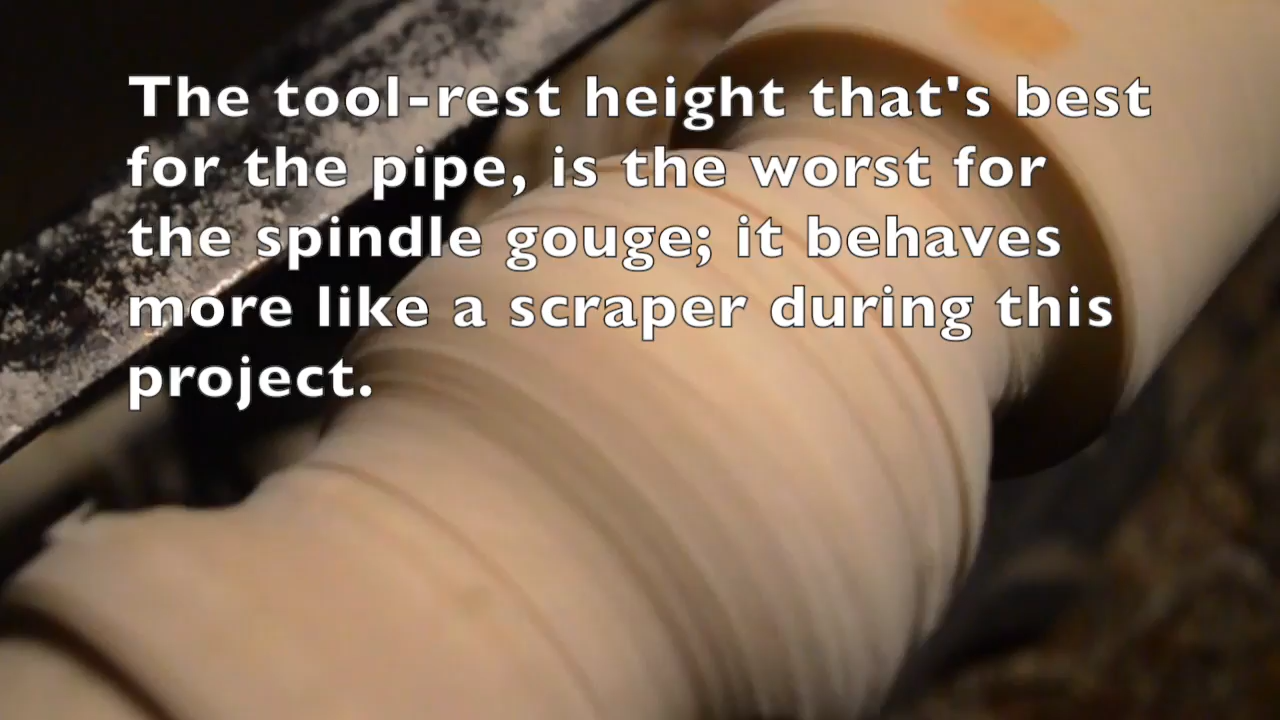 The tool-rest height that's best
for the pipe, is the worst for
the spindle gouge; it behaves
more like a scraper during this
project.